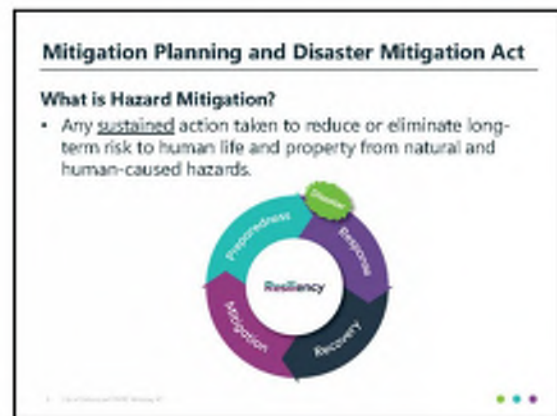 Mitigation Planning and Disaster Mitigation Act
What is Hazard Mitigation?
• Any sustained action taken to reduce or eliminate long-
term risk to human life and property from natural and
human-caused hazards.
Disaster
Preparedness
Response
Resiliency
Mitigation
Recovery